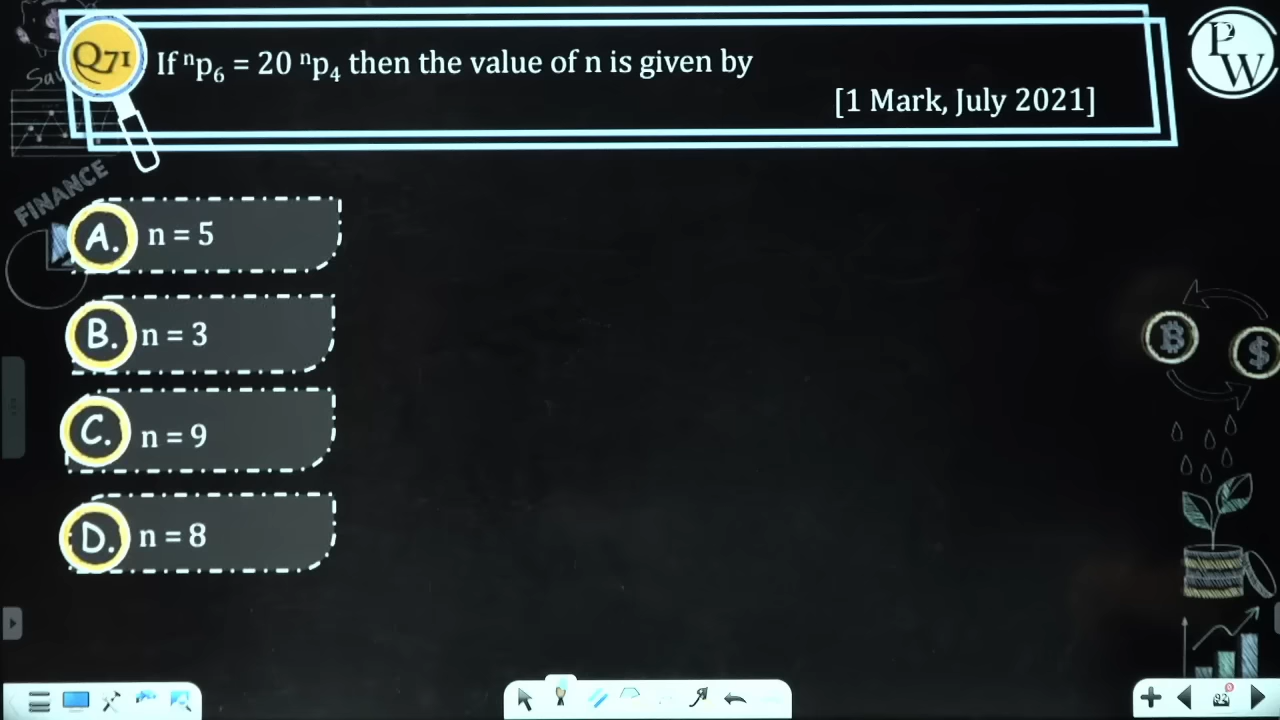 Q71
If ⁿp₆ = 20 ⁿp₄ then the value of n is given by
[1 Mark, July 2021]
PW
FINANCE
A. n = 5
B. n = 3
C. n = 9
D. n = 8